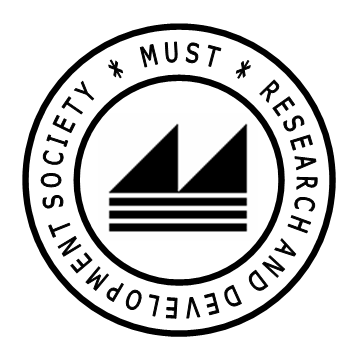 * MUST * RESEARCH AND DEVELOPMENT SOCIETY